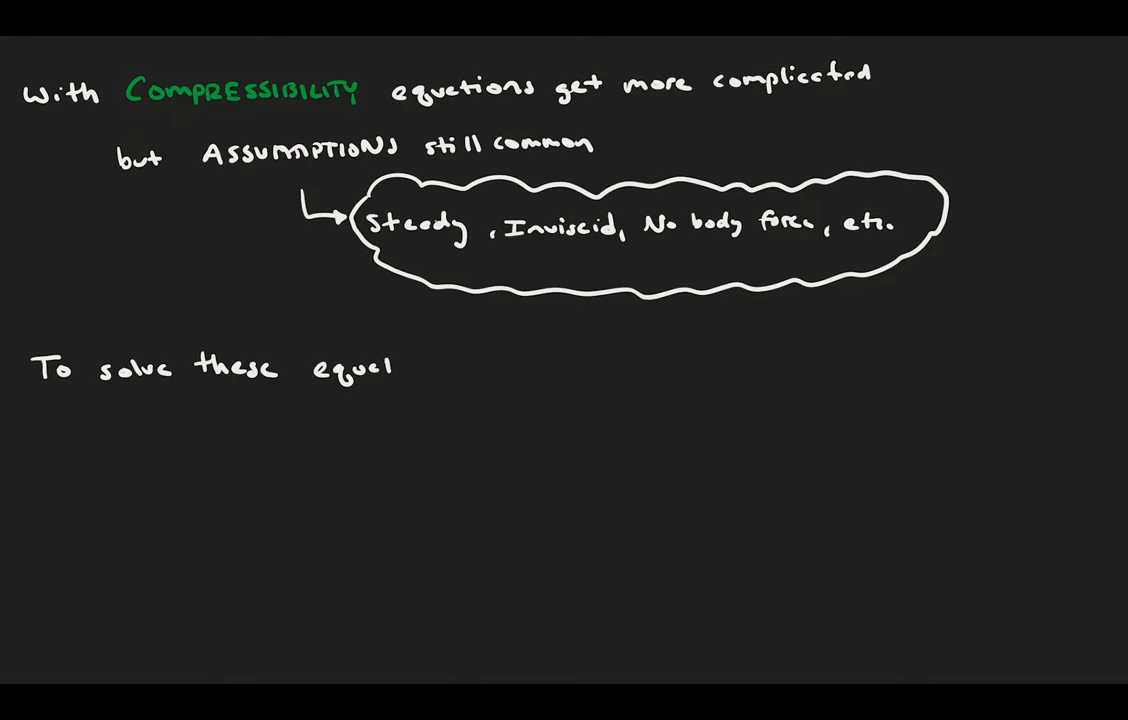 With COMPRESSIBILITY equations get more complicated
but ASSUMPTIONS still common
Steady, Inviscid, No body force, etc.
To solve these equal